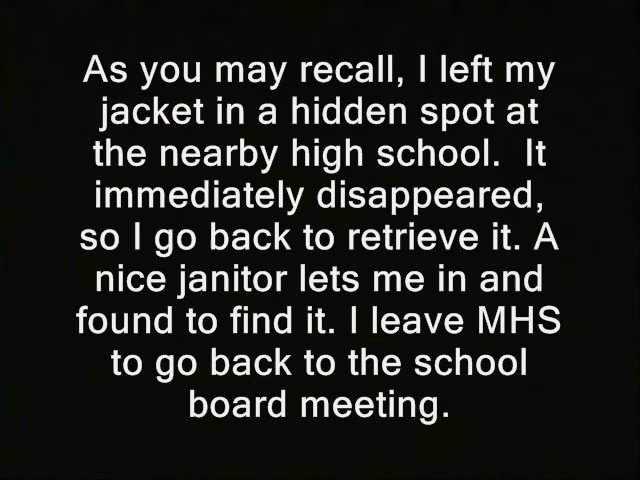 As you may recall, I left my
jacket in a hidden spot at
the nearby high school.  It
immediately disappeared,
so I go back to retrieve it. A
nice janitor lets me in and
found to find it. I leave MHS
to go back to the school
board meeting.